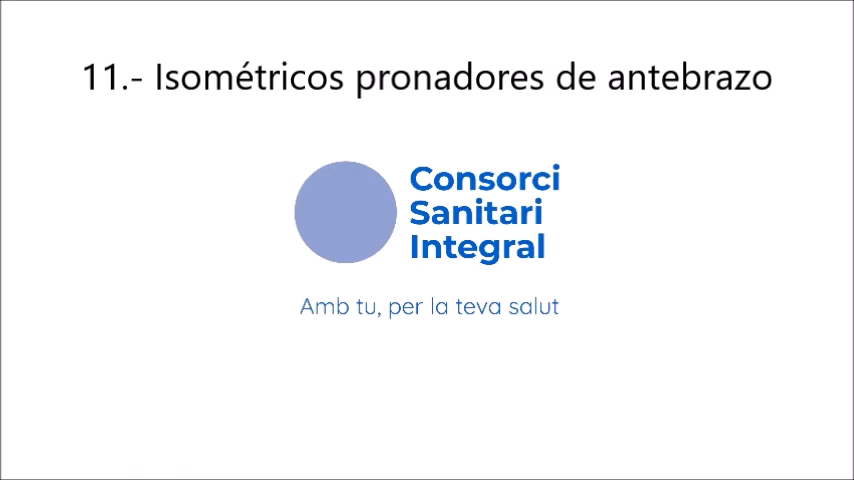 11.- Isométricos pronadores de antebrazo
Consorci
Sanitari
Integral
Amb tu, per la teva salut